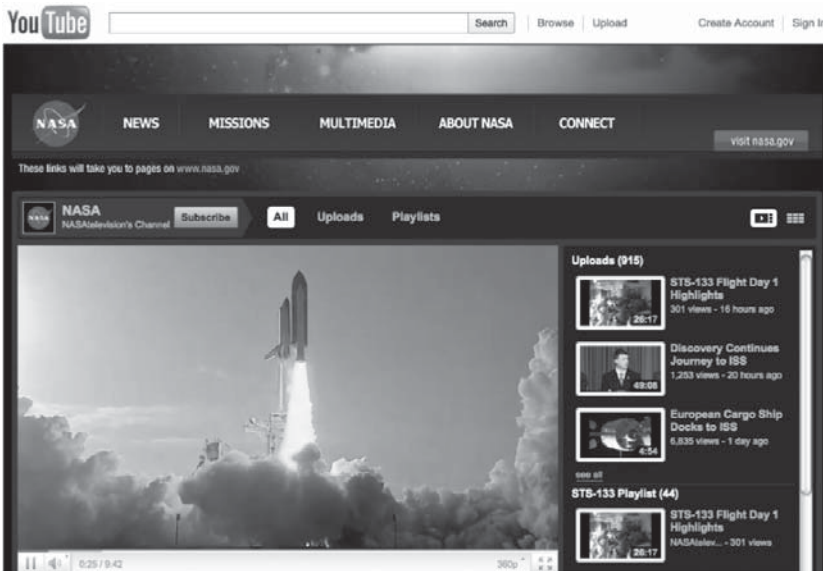 YouTube Search Browse Upload Create Account Sign In
NASA NEWS MISSIONS MULTIMEDIA ABOUT NASA CONNECT
visit nasa.gov
These links will take you to pages on www.nasa.gov
NASA
NASAtelevision's Channel
Subscribe All Uploads Playlists
Uploads (915)
STS-133 Flight Day 1
Highlights
301 views - 16 hours ago
26:17
Discovery Continues
Journey to ISS
1,253 views - 20 hours ago
49:08
European Cargo Ship
Docks to ISS
6,835 views - 1 day ago
4:54
see all
STS-133 Playlist (44)
STS-133 Flight Day 1
Highlights
NASAtelev... - 301 views
26:17
0:25 / 9:42 360p